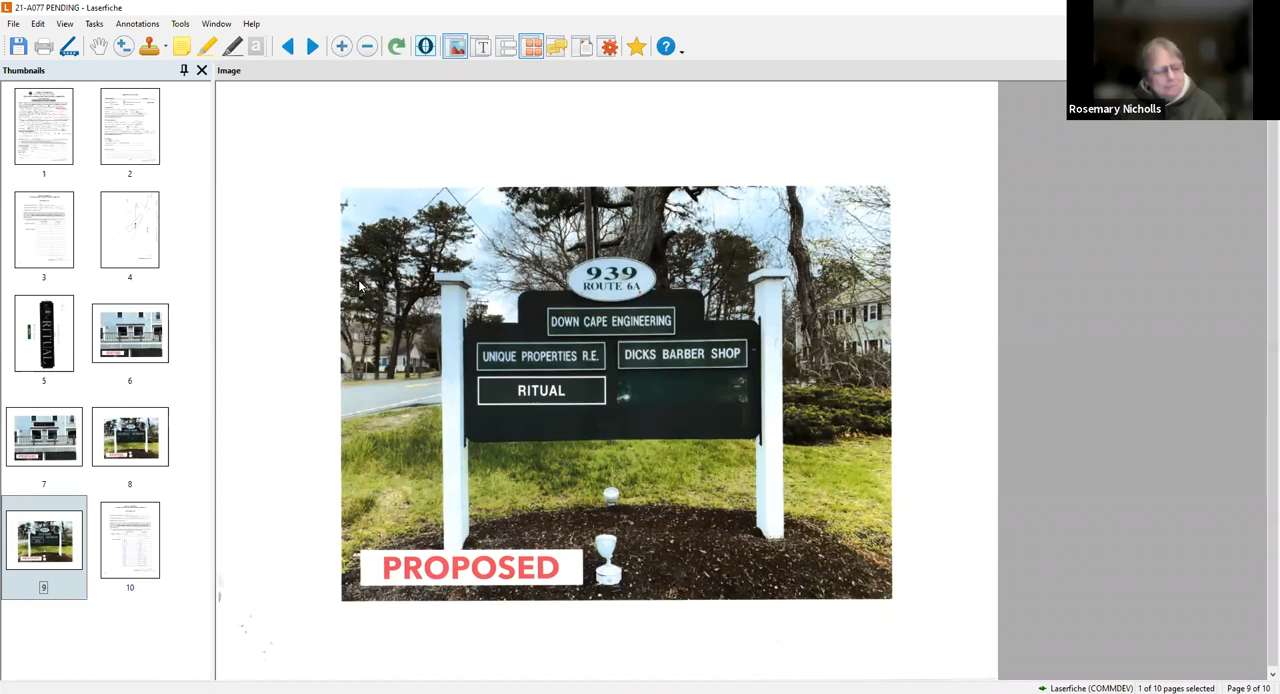 21-A077 PENDING - Laserfiche
File Edit View Tasks Annotations Tools Window Help
Thumbnails
Image
Rosemary Nicholls
1
2
3
4
RITUAL
5
6
7
8
9
10
939
ROUTE 6A
DOWN CAPE ENGINEERING
UNIQUE PROPERTIES R.E.
DICKS BARBER SHOP
RITUAL
PROPOSED
Laserfiche (COMMDEV) 1 of 10 pages selected Page 9 of 10